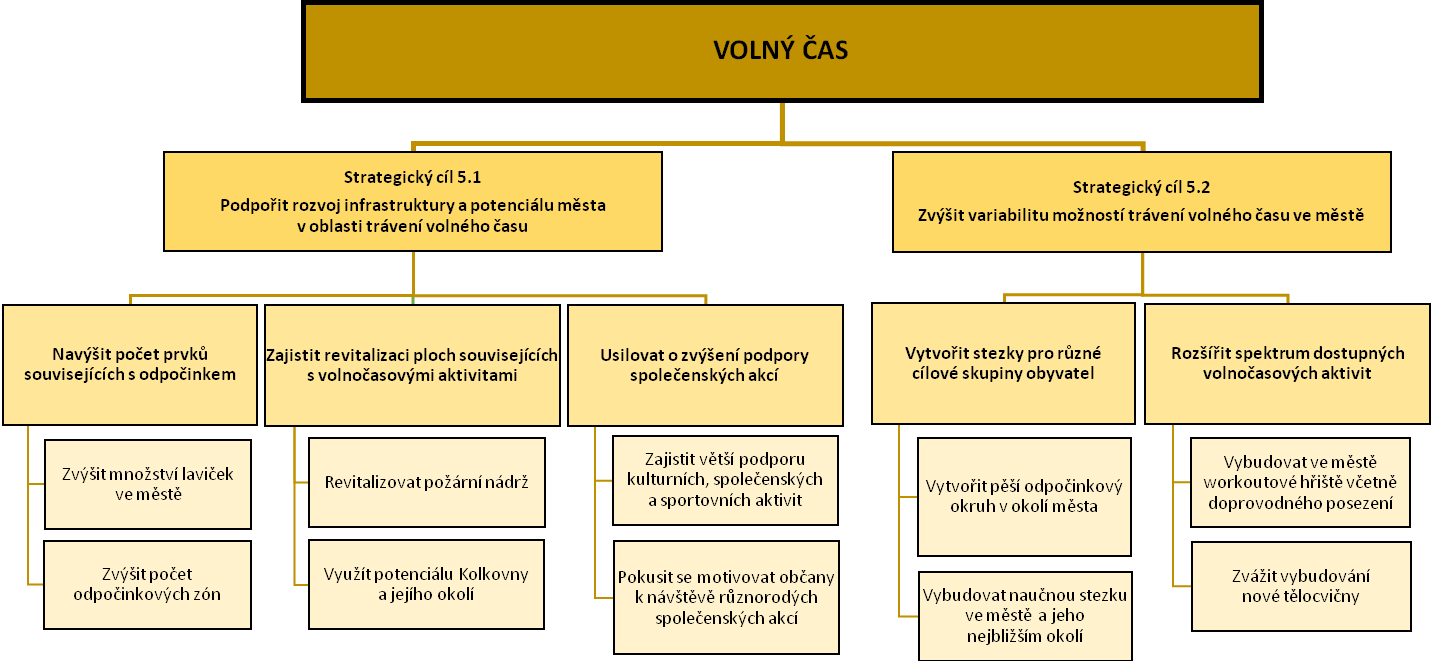 VOLNÝ ČAS
Strategický cíl 5.1
Podpořit rozvoj infrastruktury a potenciálu města
v oblasti trávení volného času
Strategický cíl 5.2
Zvýšit variabilitu možností trávení volného času ve městě
Navýšit počet prvků
souvisejících s odpočinkem
Zvýšit množství laviček
ve městě
Zvýšit počet
odpočinkových zón
Zajistit revitalizaci ploch souvisejících
s volnočasovými aktivitami
Revitalizovat požární nádrž
Využít potenciálu Kolkovny
a jejího okolí
Usilovat o zvýšení podpory
společenských akcí
Zajistit větší podporu
kulturních, společenských
a sportovních aktivit
Pokusit se motivovat občany
k návštěvě různorodých
společenských akcí
Vytvořit stezky pro různé
cílové skupiny obyvatel
Vytvořit pěší odpočinkový
okruh v okolí města
Vybudovat naučnou stezku
ve městě a jeho
nejbližším okolí
Rozšířit spektrum dostupných
volnočasových aktivit
Vybudovat ve městě
workoutové hřiště včetně
doprovodného posezení
Zvážit vybudování
nové tělocvičny